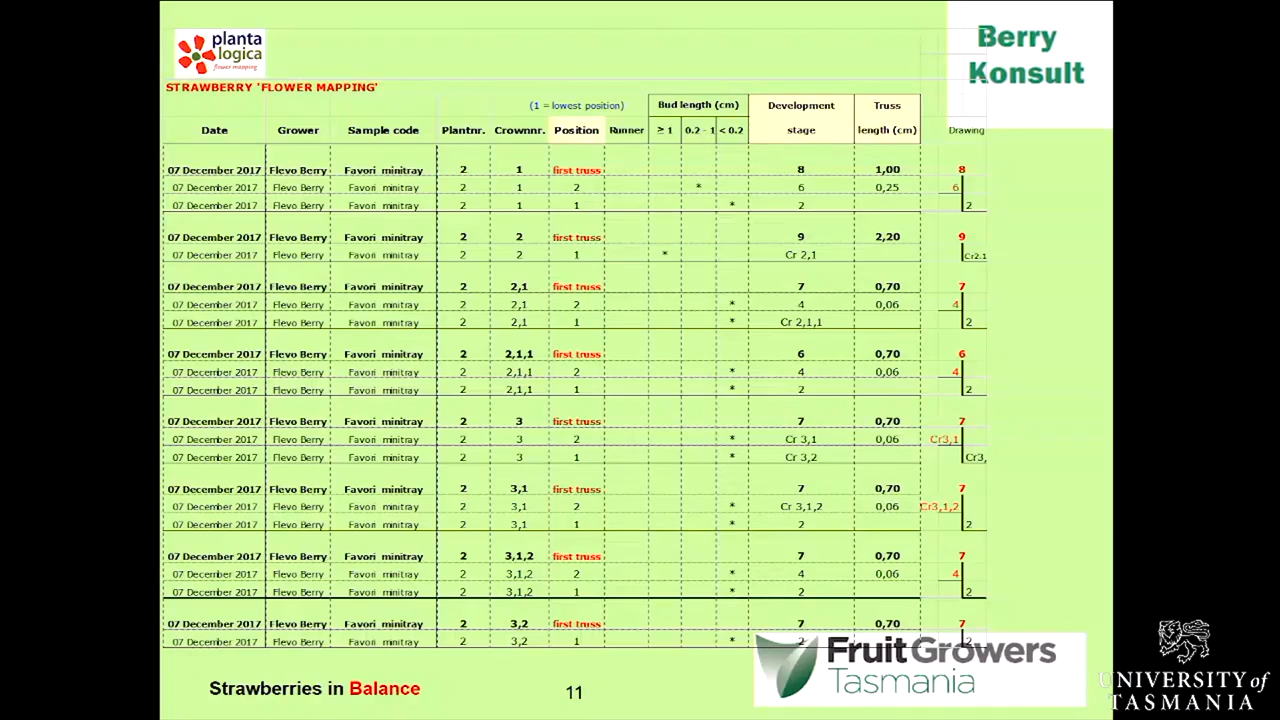 planta
logica
flower mapping
Berry
Konsult
STRAWBERRY 'FLOWER MAPPING'
(1 = lowest position) Bud length (cm) Development Truss
Date Grower Sample code Plantnr. Crownnr. Position Runner ≥ 1 0.2 - 1 < 0.2 stage length (cm) Drawing
07 December 2017 Flevo Berry Favori minitray 2 1 first truss 8 1,00 8
07 December 2017 Flevo Berry Favori minitray 2 1 2 * 6 0,25 6
07 December 2017 Flevo Berry Favori minitray 2 1 1 * 2 2
07 December 2017 Flevo Berry Favori minitray 2 2 first truss 9 2,20 9
07 December 2017 Flevo Berry Favori minitray 2 2 1 * Cr 2,1 Cr2.1
07 December 2017 Flevo Berry Favori minitray 2 2,1 first truss 7 0,70 7
07 December 2017 Flevo Berry Favori minitray 2 2,1 2 * 4 0,06 4
07 December 2017 Flevo Berry Favori minitray 2 2,1 1 * Cr 2,1,1 2
07 December 2017 Flevo Berry Favori minitray 2 2,1,1 first truss 6 0,70 6
07 December 2017 Flevo Berry Favori minitray 2 2,1,1 2 * 4 0,06 4
07 December 2017 Flevo Berry Favori minitray 2 2,1,1 1 * 2 2
07 December 2017 Flevo Berry Favori minitray 2 3 first truss 7 0,70 7
07 December 2017 Flevo Berry Favori minitray 2 3 2 * Cr 3,1 0,06 Cr3,1
07 December 2017 Flevo Berry Favori minitray 2 3 1 * Cr 3,2 Cr3,
07 December 2017 Flevo Berry Favori minitray 2 3,1 first truss 7 0,70 7
07 December 2017 Flevo Berry Favori minitray 2 3,1 2 * Cr 3,1,2 0,06 Cr3,1,2
07 December 2017 Flevo Berry Favori minitray 2 3,1 1 * 2 2
07 December 2017 Flevo Berry Favori minitray 2 3,1,2 first truss 7 0,70 7
07 December 2017 Flevo Berry Favori minitray 2 3,1,2 2 * 4 0,06 4
07 December 2017 Flevo Berry Favori minitray 2 3,1,2 1 * 2 2
07 December 2017 Flevo Berry Favori minitray 2 3,2 first truss 7 0,70 7
07 December 2017 Flevo Berry Favori minitray 2 3,2 1 * 2 2
Fruit Growers
Tasmania
Strawberries in Balance
11
UNIVERSITY of
TASMANIA